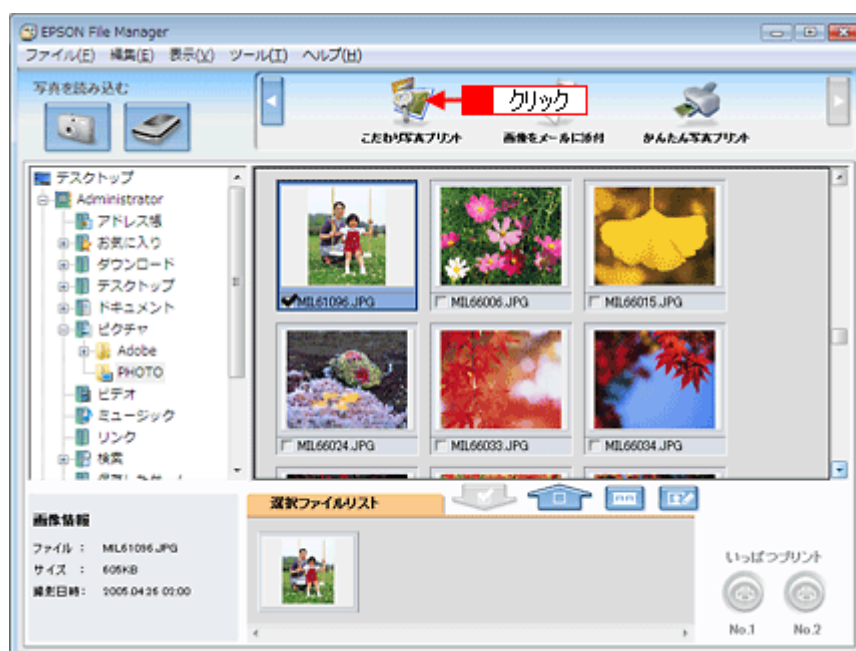 EPSON File Manager
ファイル(E) 編集(E) 表示(V) ツール(T) ヘルプ(H)
写真を読み込む
クリック
こだわり写真プリント 画像をメールに添付 かんたん写真プリント
デスクトップ
Administrator
アドレス帳
お気に入り
ダウンロード
デスクトップ
ドキュメント
ピクチャ
Adobe
PHOTO
ビデオ
ミュージック
リンク
検索
MIL61096.JPG MIL66006.JPG MIL66015.JPG
MIL66024.JPG MIL66033.JPG MIL66034.JPG
選択ファイルリスト
画像情報
ファイル : MIL61096.JPG
サイズ : 605KB
撮影日時: 2005.04.26 02:00
いっぱつプリント
No.1 No.2